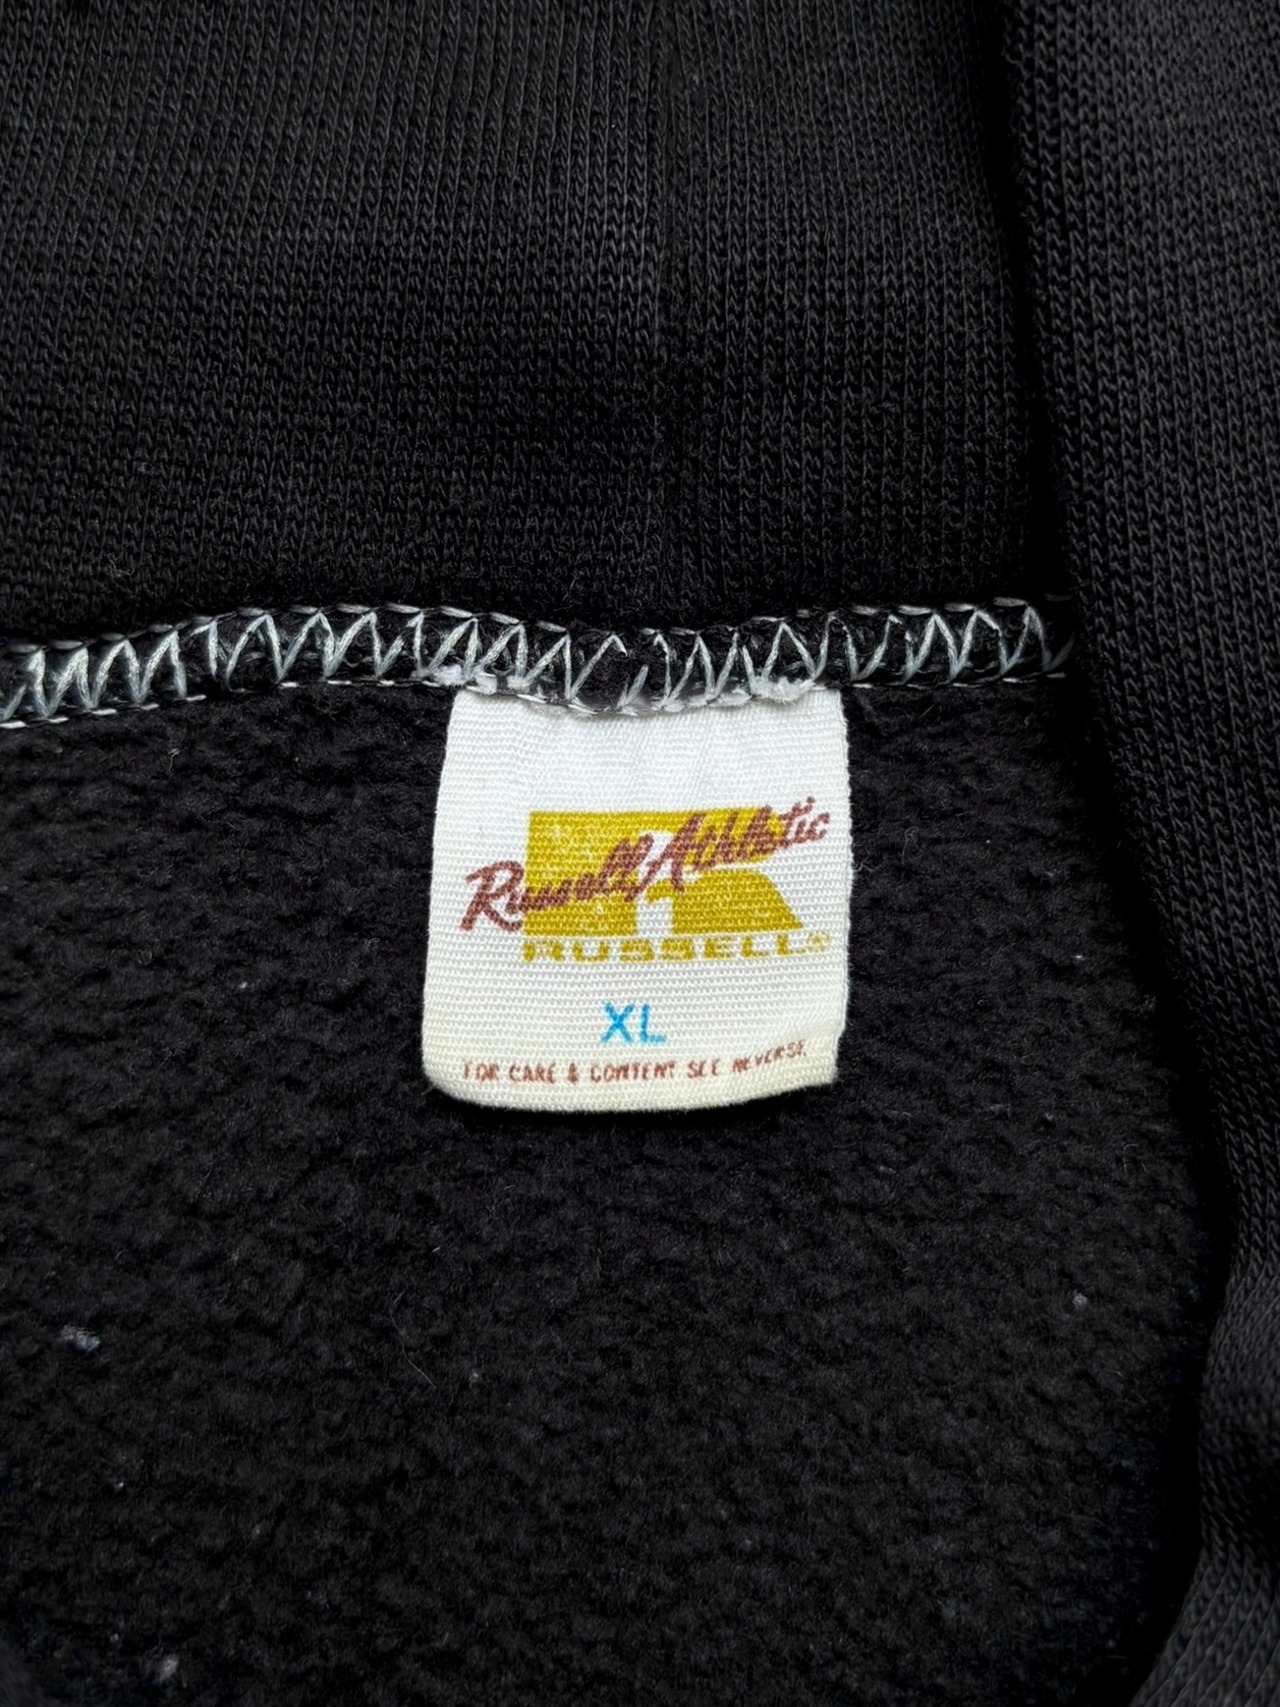 Russell Athletic
RUSSELL®
XL
FOR CARE & CONTENT SEE REVERSE.